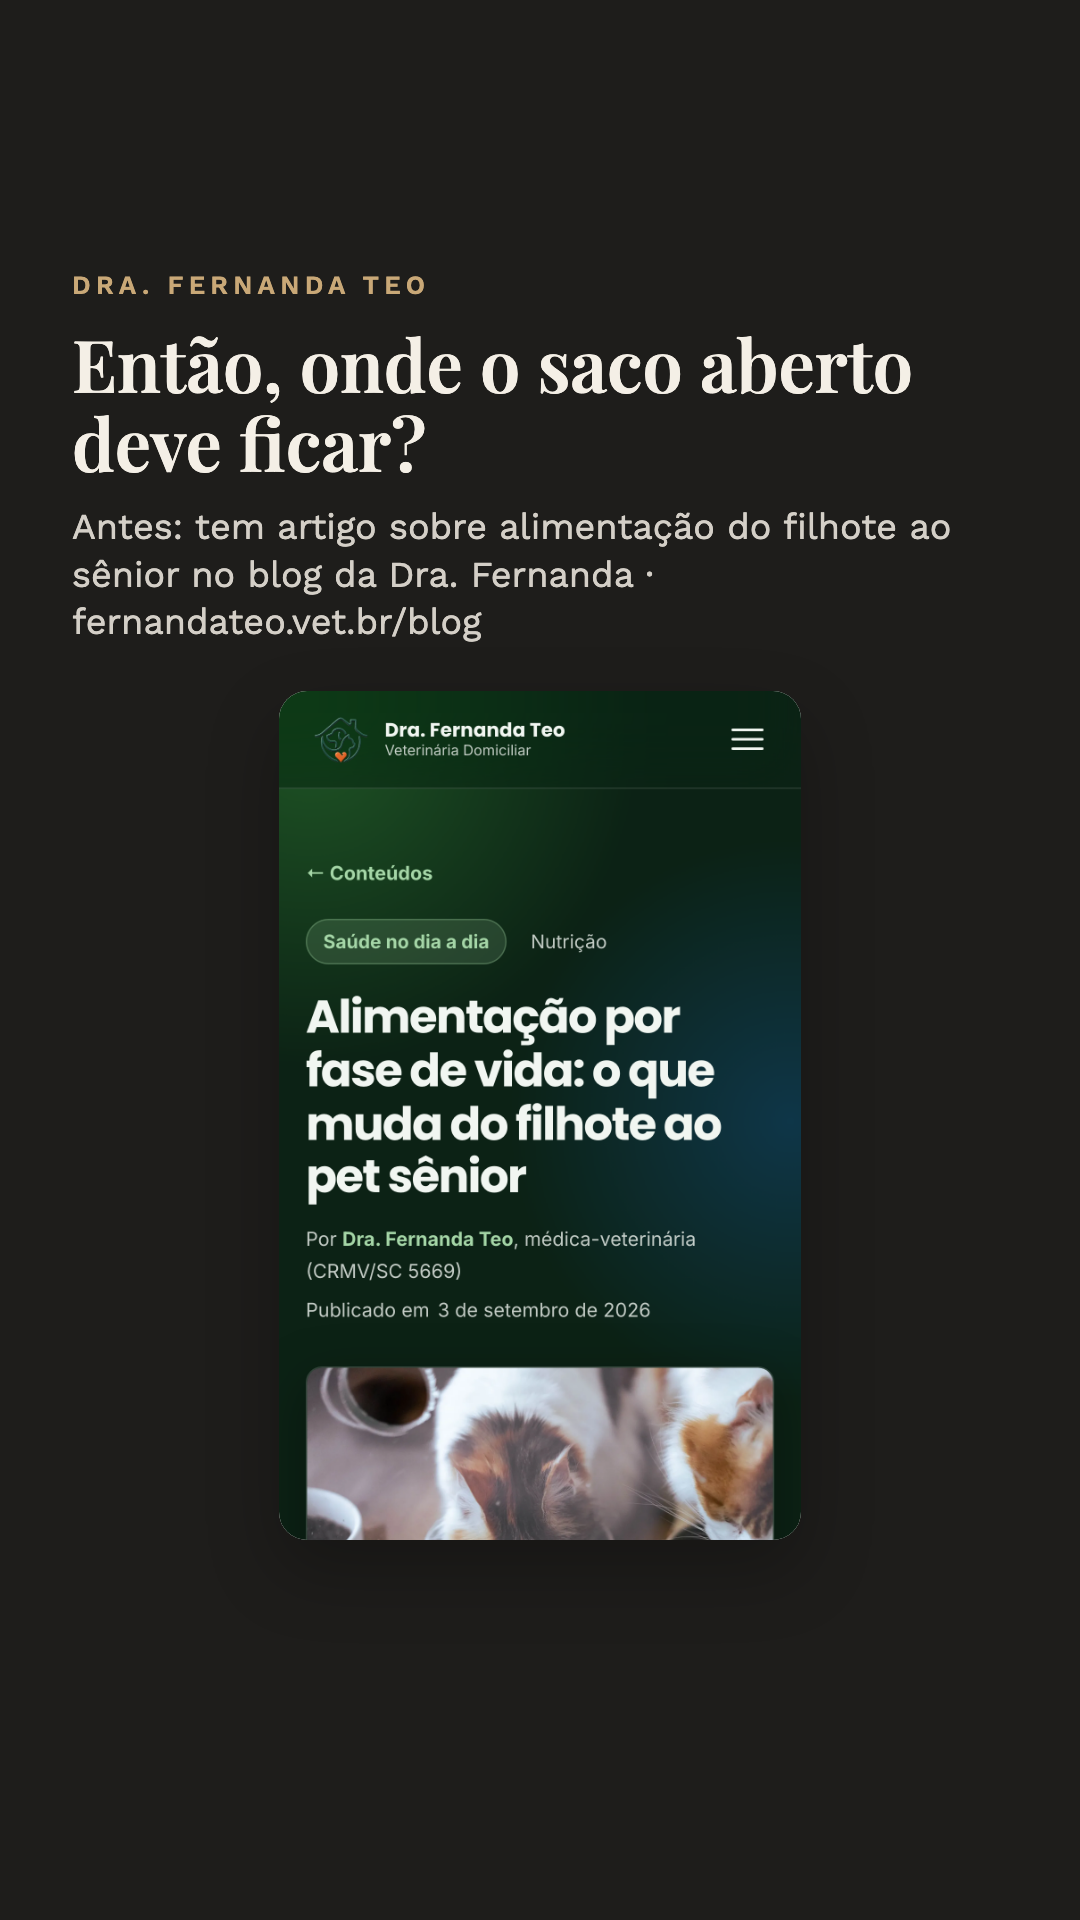 DRA. FERNANDA TEO
Então, onde o saco aberto
deve ficar?
Antes: tem artigo sobre alimentação do filhote ao
sênior no blog da Dra. Fernanda ·
fernandateo.vet.br/blog
Dra. Fernanda Teo
Veterinária Domiciliar
← Conteúdos
Saúde no dia a dia Nutrição
Alimentação por
fase de vida: o que
muda do filhote ao
pet sênior
Por Dra. Fernanda Teo, médica-veterinária
(CRMV/SC 5669)
Publicado em 3 de setembro de 2026